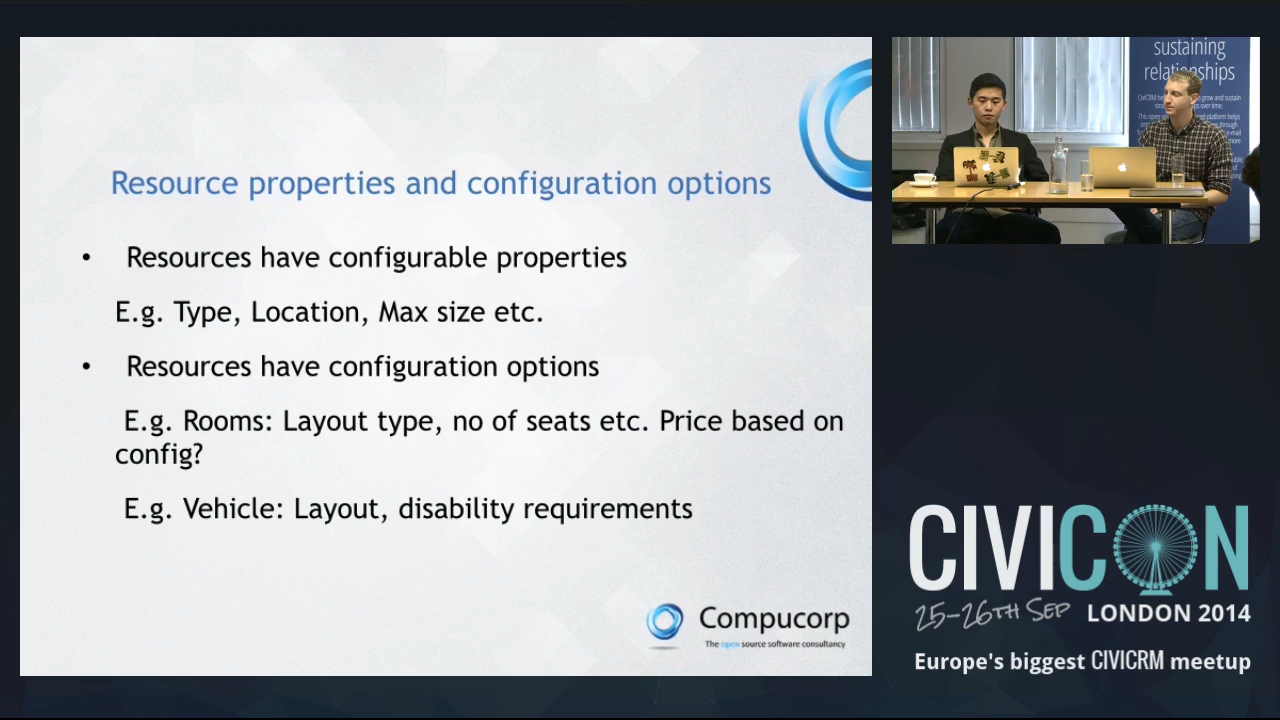 Resource properties and configuration options
• Resources have configurable properties
E.g. Type, Location, Max size etc.
• Resources have configuration options
E.g. Rooms: Layout type, no of seats etc. Price based on
config?
E.g. Vehicle: Layout, disability requirements
Compucorp
The open source software consultancy
sustaining
relationships
CIVICON
25-26TH SEP LONDON 2014
Europe's biggest CIVICRM meetup